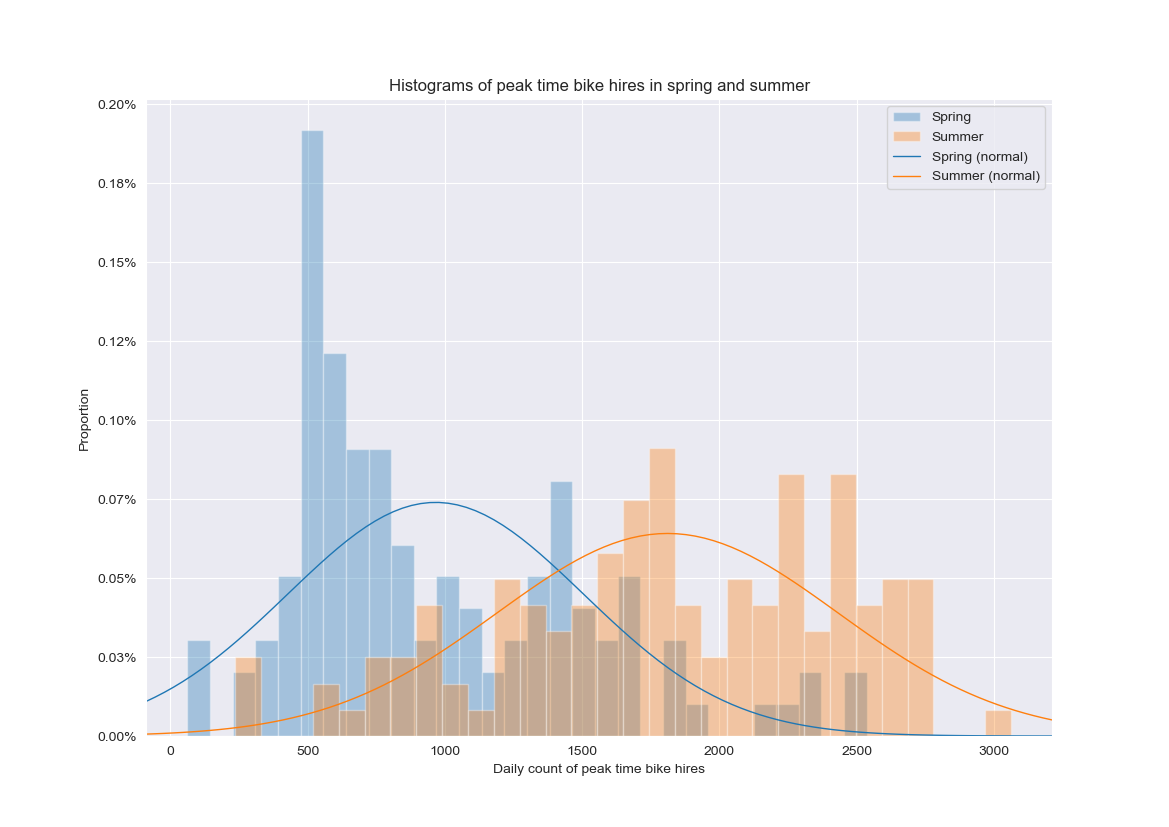 Histograms of peak time bike hires in spring and summer
0.20%
0.18%
0.15%
0.12%
0.10%
0.07%
0.05%
0.03%
0.00%
Proportion
Spring
Summer
Spring (normal)
Summer (normal)
0 500 1000 1500 2000 2500 3000
Daily count of peak time bike hires